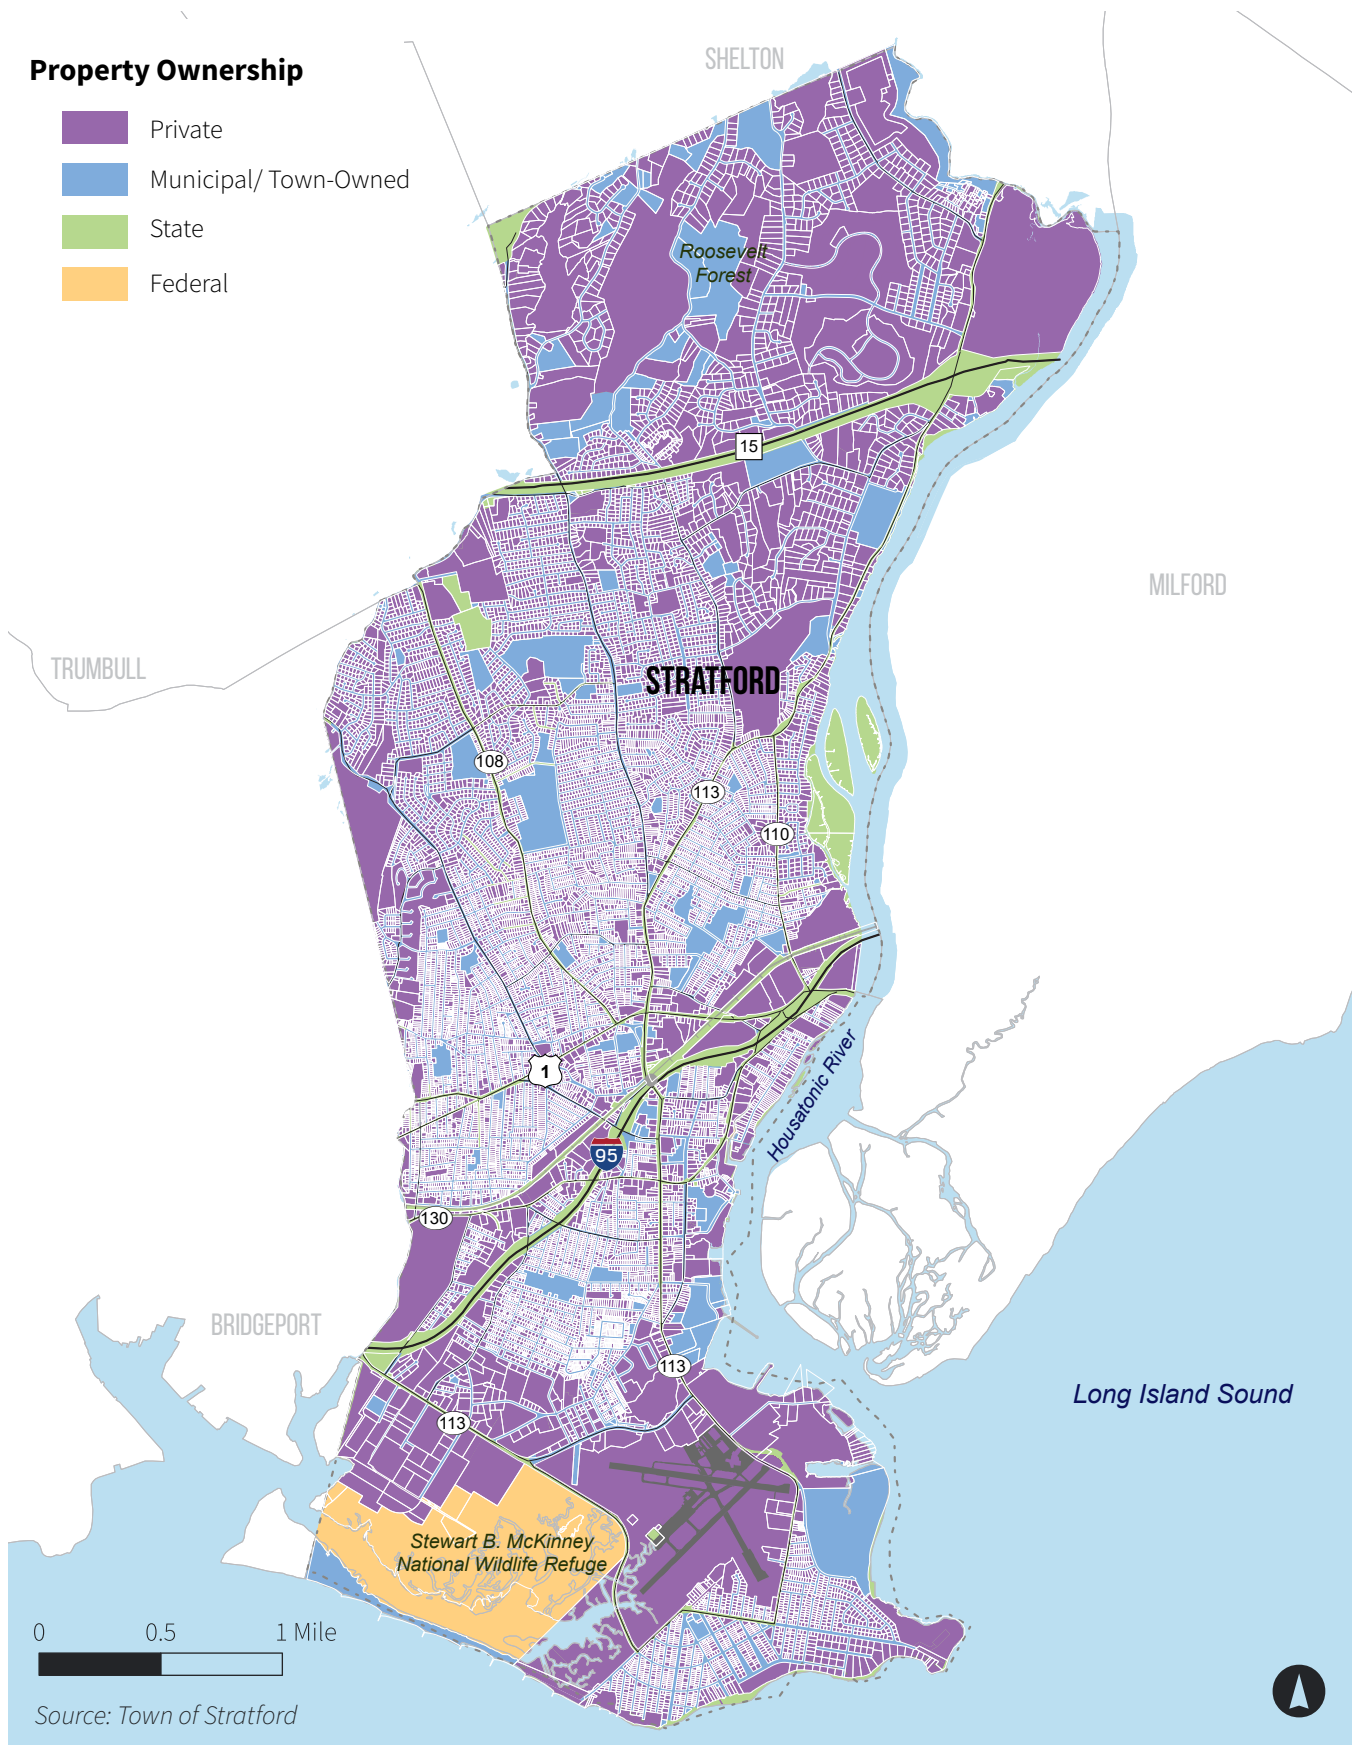 Property Ownership
Private
Municipal/ Town-Owned
State
Federal
SHELTON
Roosevelt
Forest
15
MILFORD
TRUMBULL
STRATFORD
108
113
110
1
Housatonic River
95
130
BRIDGEPORT
113
Long Island Sound
113
Stewart B. McKinney
National Wildlife Refuge
0 0.5 1 Mile
Source: Town of Stratford